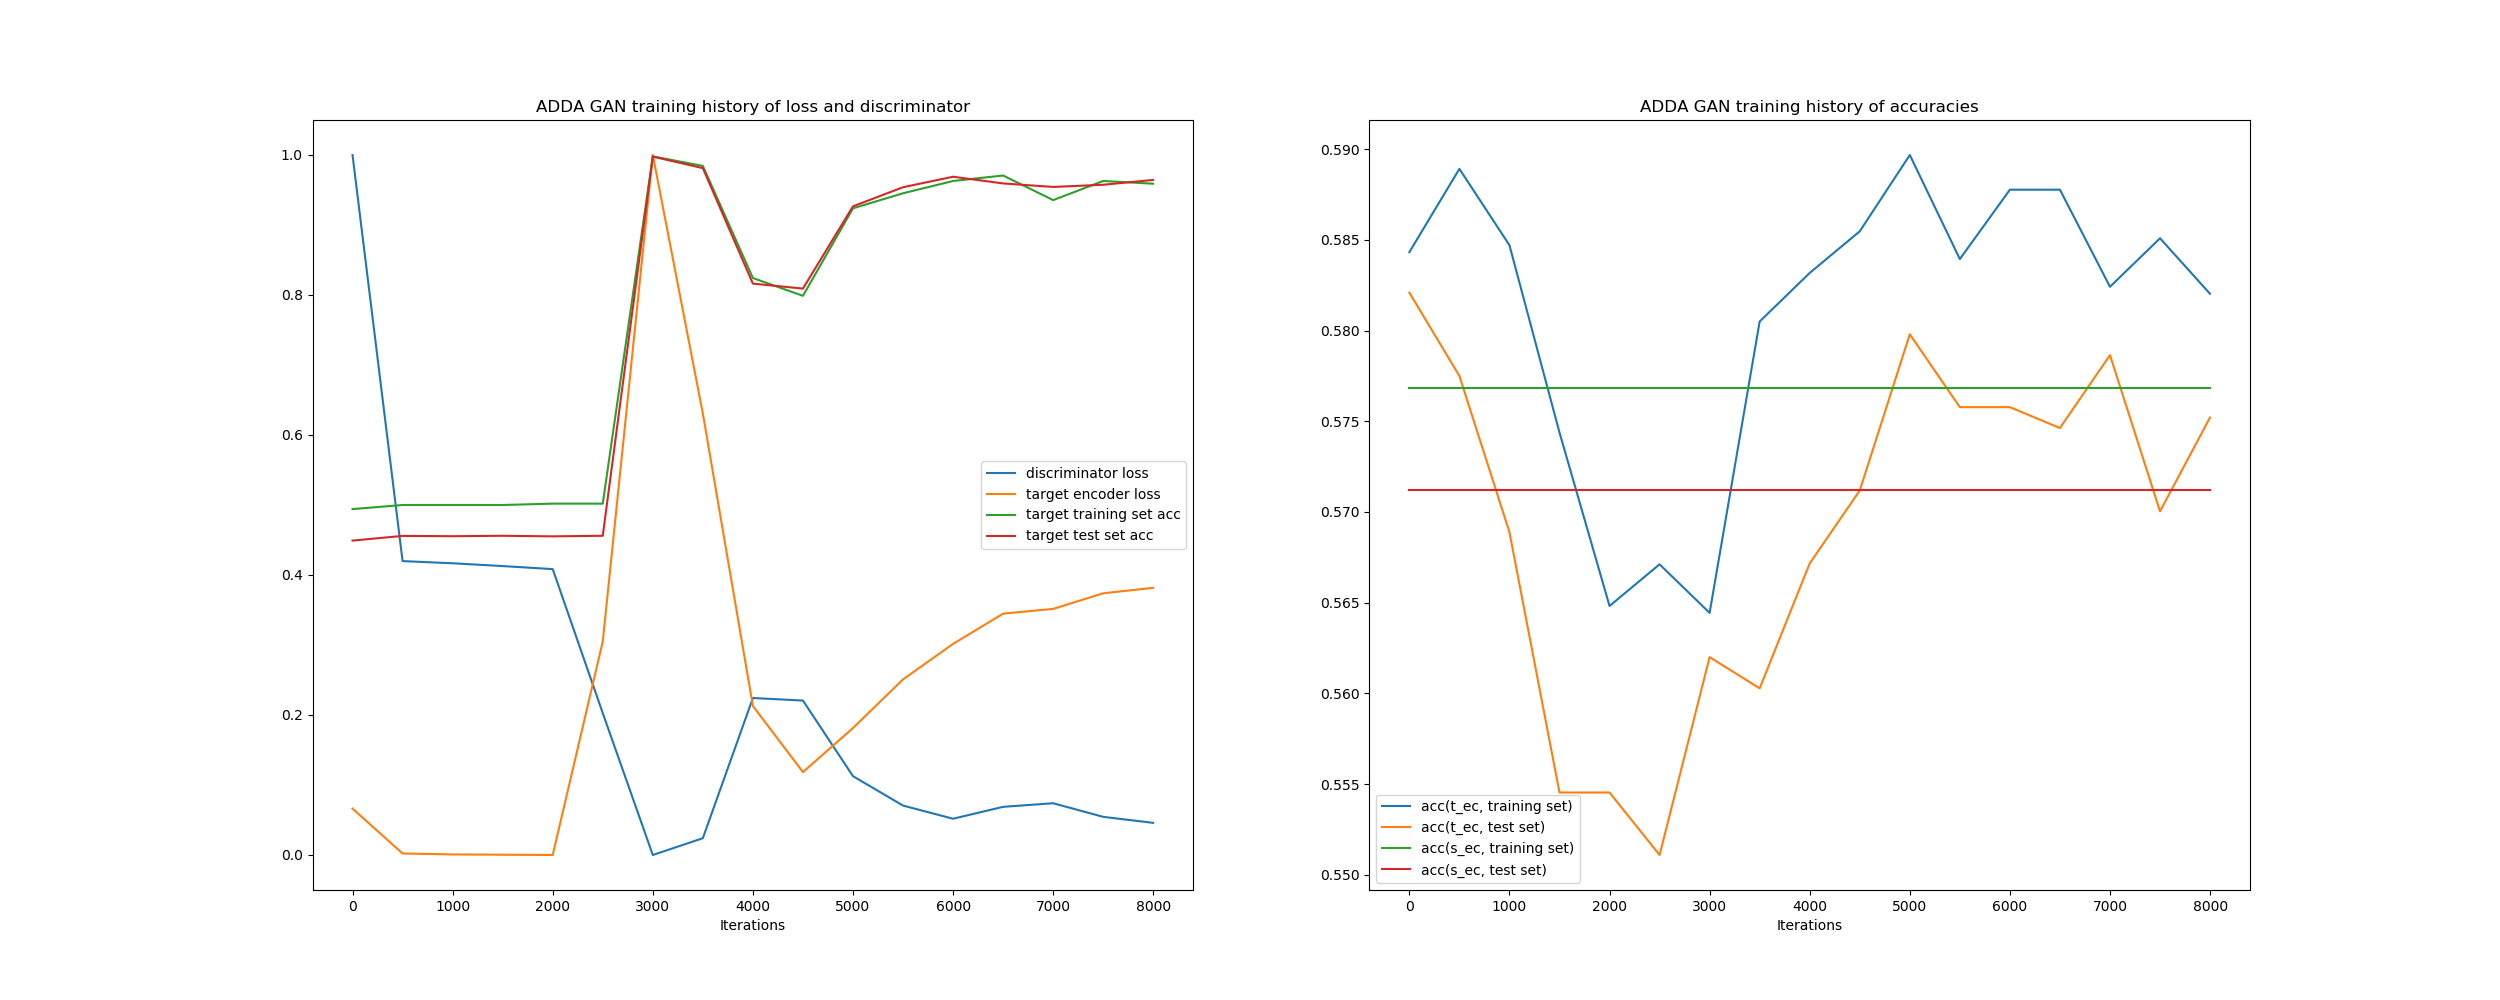 ADDA GAN training history of loss and discriminator
1.0
0.8
0.6
0.4
0.2
0.0
discriminator loss
target encoder loss
target training set acc
target test set acc
0 1000 2000 3000 4000 5000 6000 7000 8000
Iterations
ADDA GAN training history of accuracies
0.590
0.585
0.580
0.575
0.570
0.565
0.560
0.555
0.550
acc(t_ec, training set)
acc(t_ec, test set)
acc(s_ec, training set)
acc(s_ec, test set)
0 1000 2000 3000 4000 5000 6000 7000 8000
Iterations